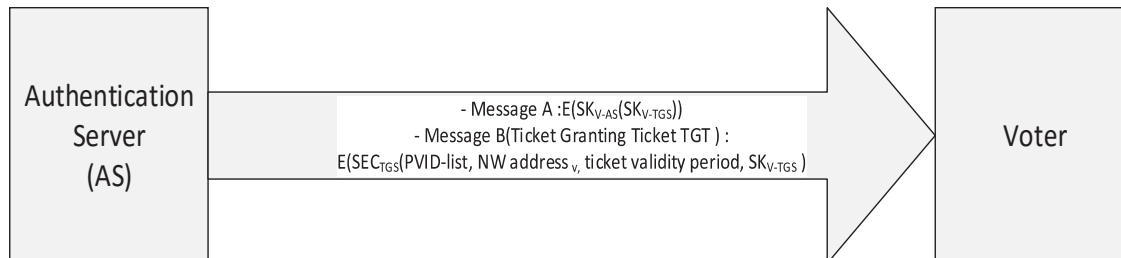 Authentication
Server
(AS)
- Message A :E(SKV-AS(SKV-TGS))
- Message B(Ticket Granting Ticket TGT ) :
E(SECTGS(PVID-list, NW address v, ticket validity period, SKV-TGS )
Voter